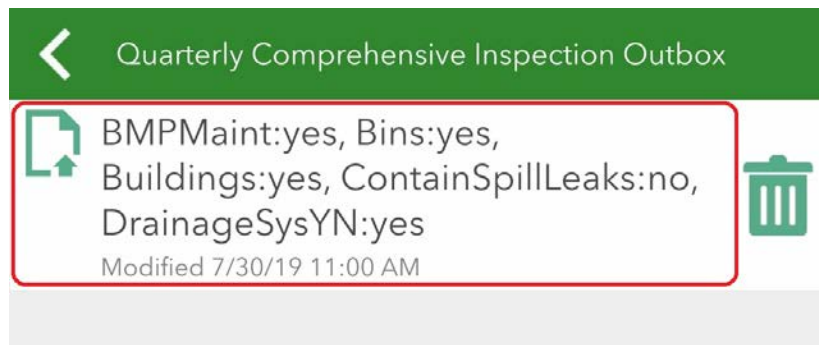 Quarterly Comprehensive Inspection Outbox
BMPMaint:yes, Bins:yes,
Buildings:yes, ContainSpillLeaks:no,
DrainageSysYN:yes
Modified 7/30/19 11:00 AM